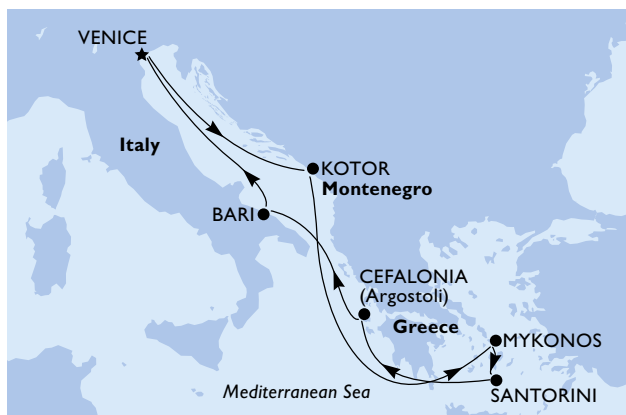 VENICE
Italy
KOTOR
Montenegro
BARI
CEFALONIA
(Argostoli)
Greece
MYKONOS
SANTORINI
Mediterranean Sea